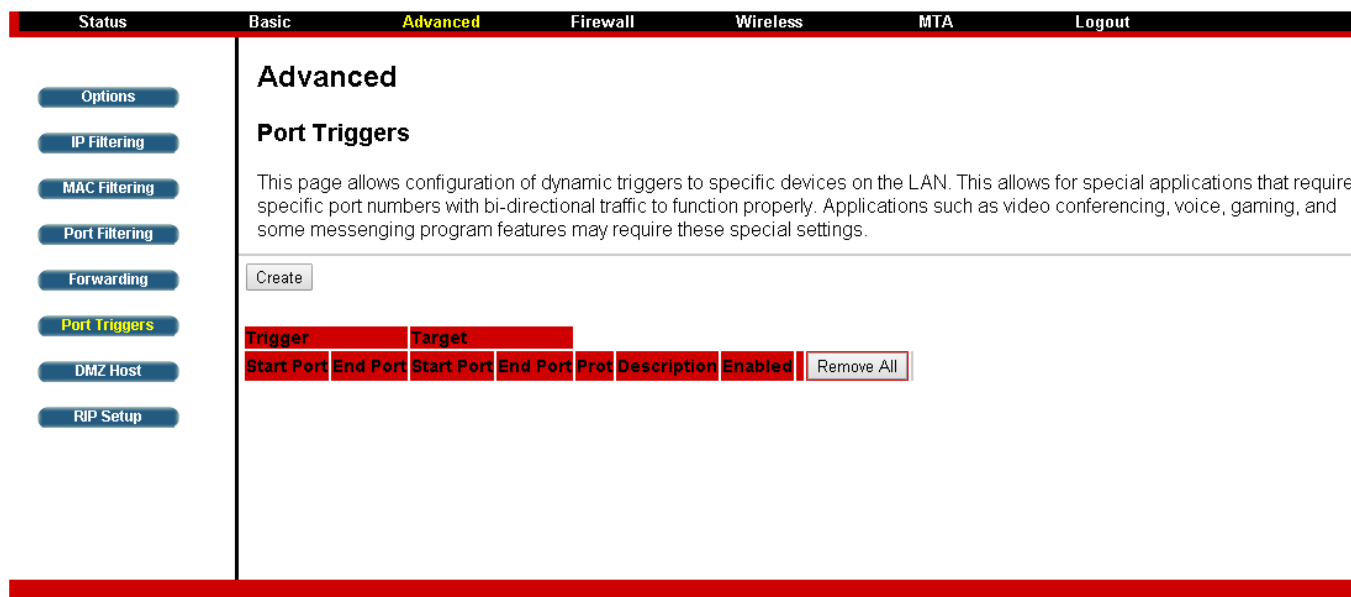 Status Basic Advanced Firewall Wireless MTA Logout
Options
IP Filtering
MAC Filtering
Port Filtering
Forwarding
Port Triggers
DMZ Host
RIP Setup
Advanced
Port Triggers
This page allows configuration of dynamic triggers to specific devices on the LAN. This allows for special applications that require
specific port numbers with bi-directional traffic to function properly. Applications such as video conferencing, voice, gaming, and
some messenging program features may require these special settings.
Create
Trigger Target
Start Port End Port Start Port End Port Prot Description Enabled Remove All